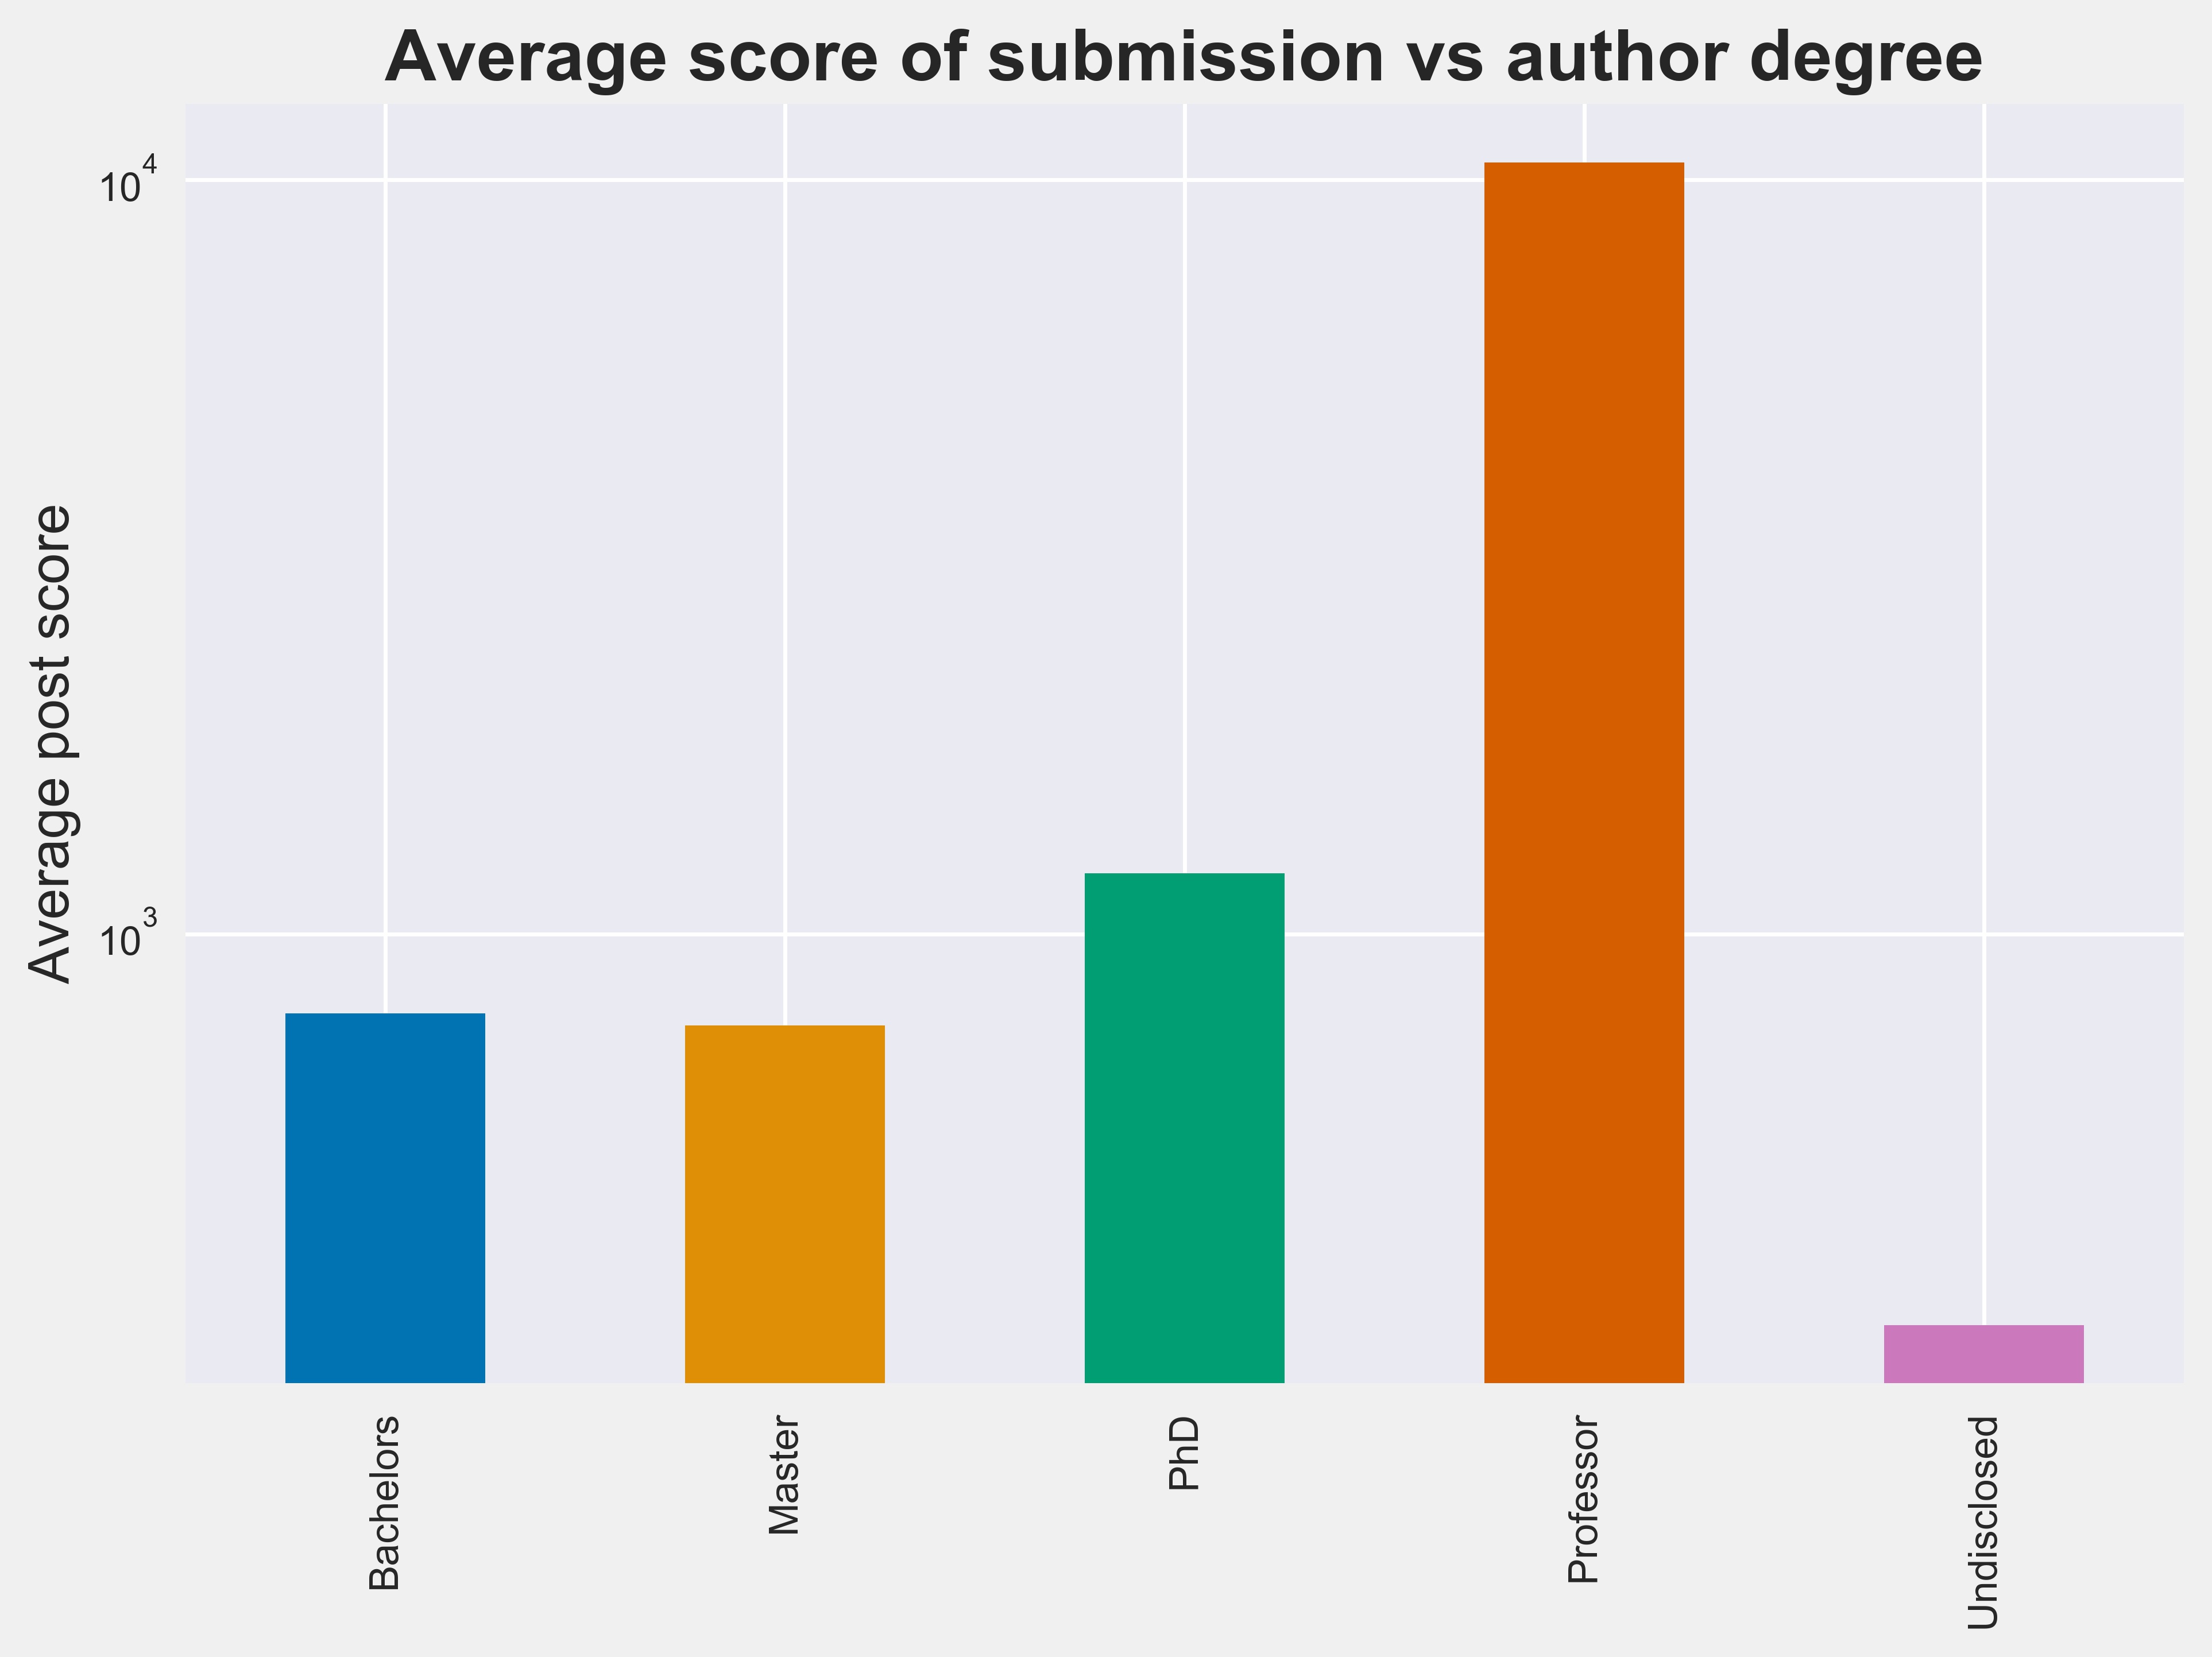 Average score of submission vs author degree
Average post score
10^4
10^3
Bachelors
Master
PhD
Professor
Undisclosed